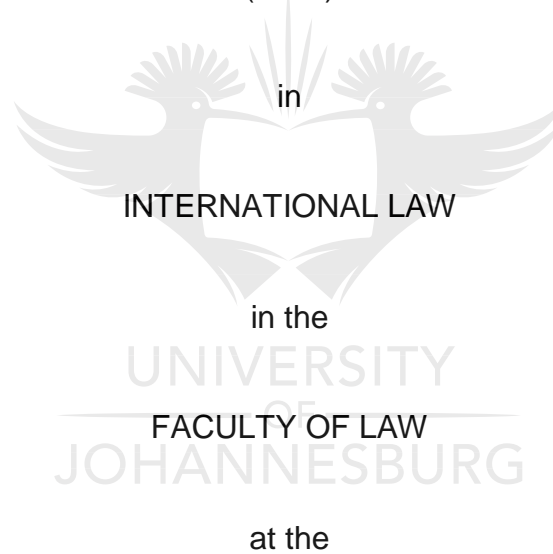 in
INTERNATIONAL LAW
in the
UNIVERSITY
OF
FACULTY OF LAW
JOHANNESBURG
at the